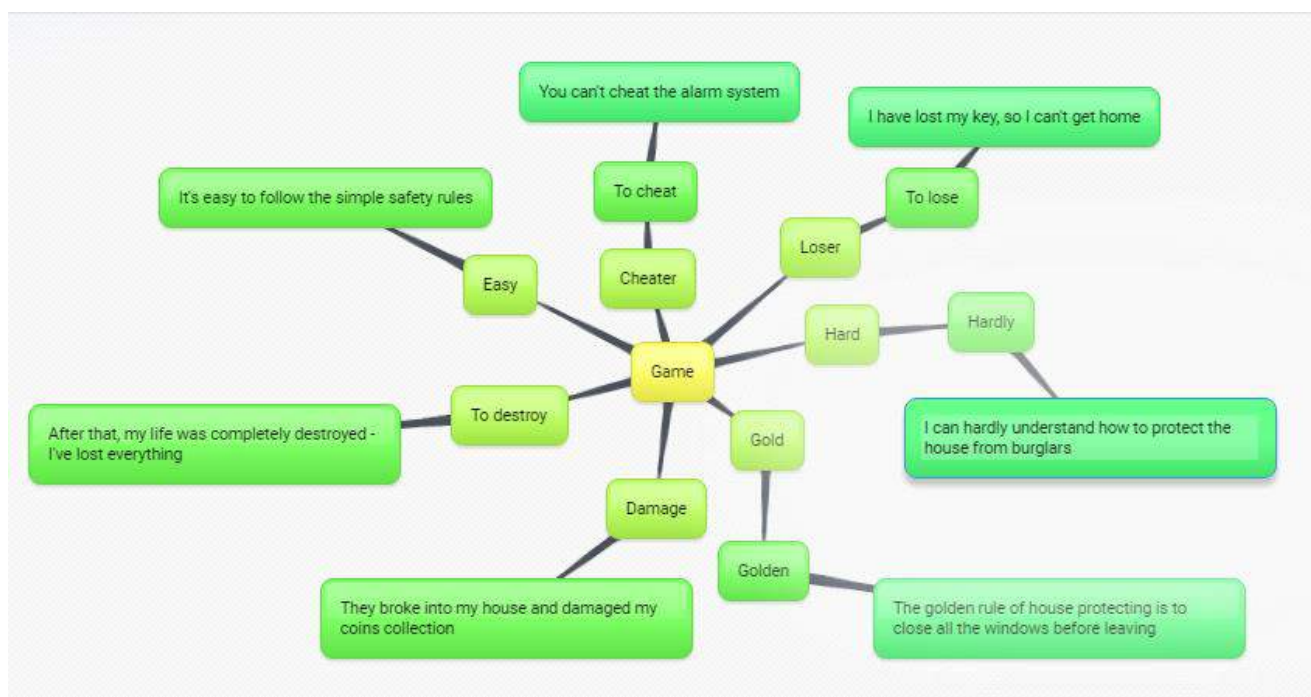 You can't cheat the alarm system
I have lost my key, so I can't get home
To cheat
It's easy to follow the simple safety rules
To lose
Loser
Cheater
Easy
Hardly
Hard
Game
To destroy
After that, my life was completely destroyed -
I've lost everything
I can hardly understand how to protect the
house from burglars
Gold
Damage
Golden
They broke into my house and damaged my
coins collection
The golden rule of house protecting is to
close all the windows before leaving